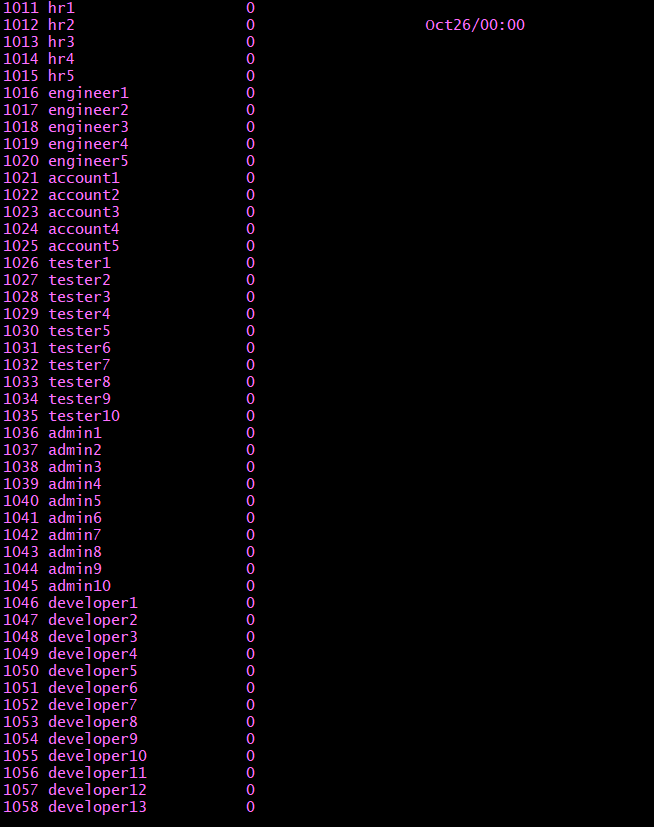 1011 hr1 0
1012 hr2 0 Oct26/00:00
1013 hr3 0
1014 hr4 0
1015 hr5 0
1016 engineer1 0
1017 engineer2 0
1018 engineer3 0
1019 engineer4 0
1020 engineer5 0
1021 account1 0
1022 account2 0
1023 account3 0
1024 account4 0
1025 account5 0
1026 tester1 0
1027 tester2 0
1028 tester3 0
1029 tester4 0
1030 tester5 0
1031 tester6 0
1032 tester7 0
1033 tester8 0
1034 tester9 0
1035 tester10 0
1036 admin1 0
1037 admin2 0
1038 admin3 0
1039 admin4 0
1040 admin5 0
1041 admin6 0
1042 admin7 0
1043 admin8 0
1044 admin9 0
1045 admin10 0
1046 developer1 0
1047 developer2 0
1048 developer3 0
1049 developer4 0
1050 developer5 0
1051 developer6 0
1052 developer7 0
1053 developer8 0
1054 developer9 0
1055 developer10 0
1056 developer11 0
1057 developer12 0
1058 developer13 0